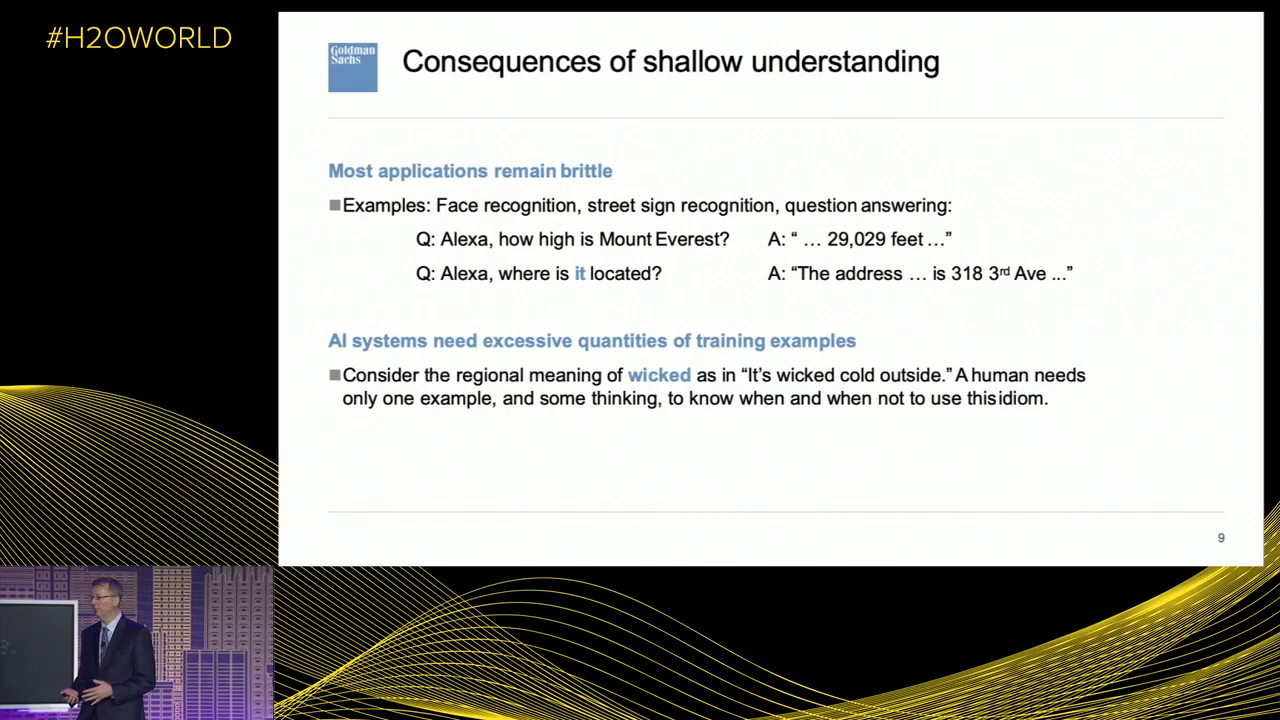 #H2OWORLD
Goldman
Sachs
Consequences of shallow understanding
Most applications remain brittle
■Examples: Face recognition, street sign recognition, question answering:
Q: Alexa, how high is Mount Everest? A: “ … 29,029 feet …”
Q: Alexa, where is it located? A: “The address … is 318 3rd Ave ...”
AI systems need excessive quantities of training examples
■Consider the regional meaning of wicked as in “It’s wicked cold outside.” A human needs
only one example, and some thinking, to know when and when not to use this idiom.
9